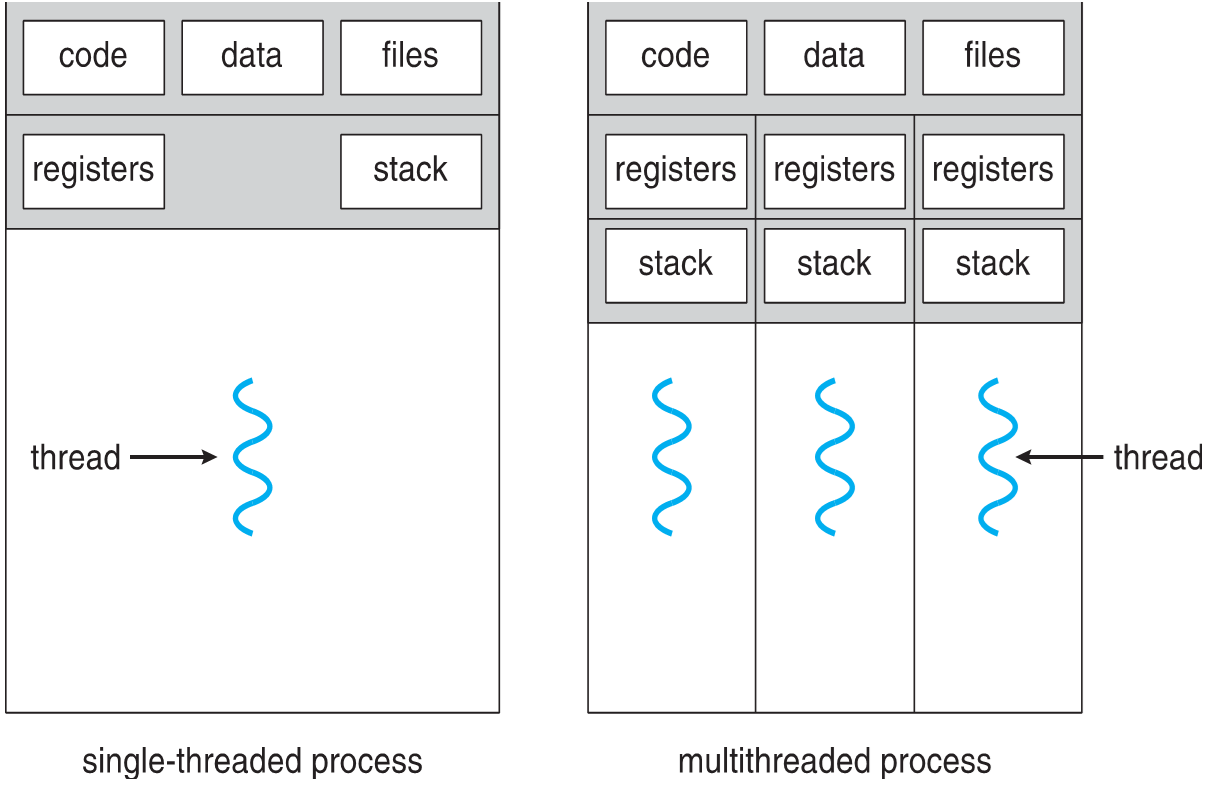 code data files
registers stack
thread
single-threaded process
code data files
registers registers registers
stack stack stack
thread
multithreaded process